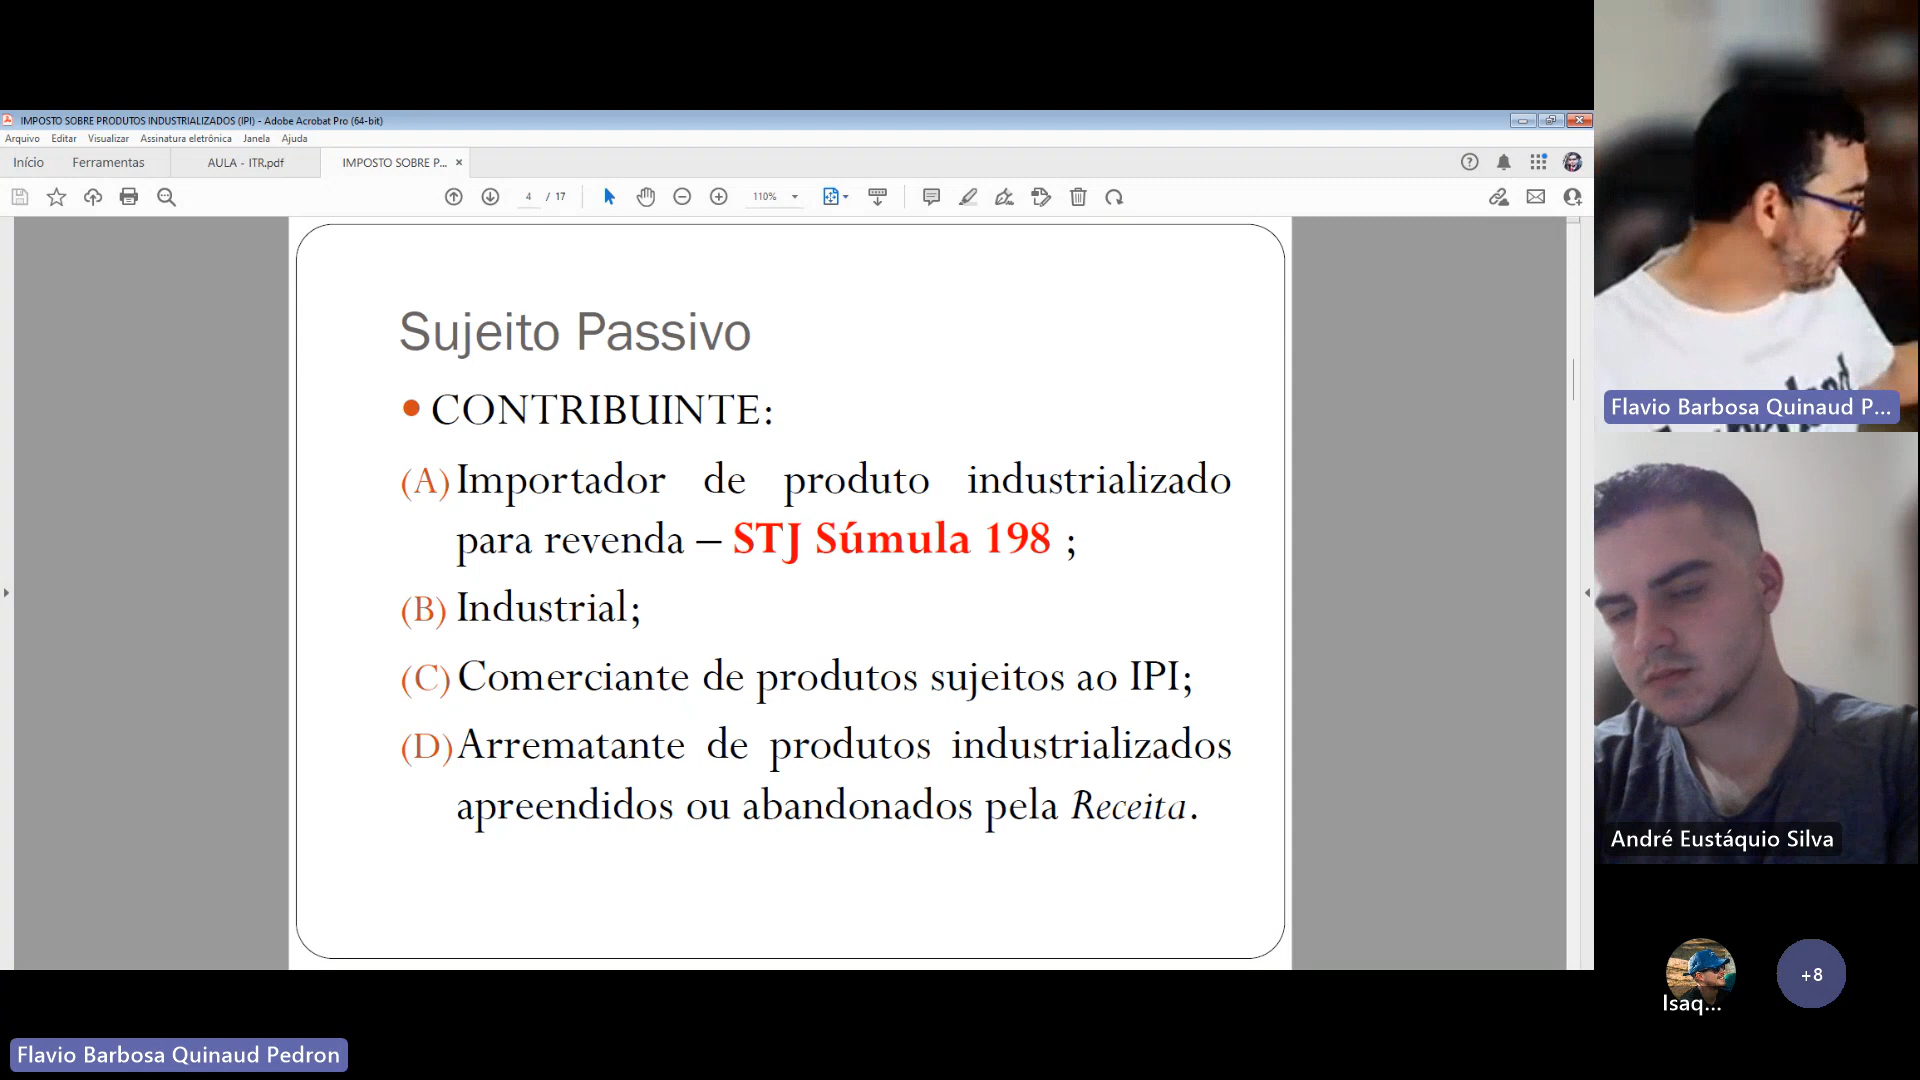 IMPOSTO SOBRE PRODUTOS INDUSTRIALIZADOS (IPI) - Adobe Acrobat Pro (64-bit)
Arquivo Editar Visualizar Assinatura eletrônica Janela Ajuda
Início Ferramentas AULA - ITR.pdf IMPOSTO SOBRE P... ×
4 / 17 110%
Sujeito Passivo
• CONTRIBUINTE:
(A) Importador de produto industrializado
para revenda – STJ Súmula 198 ;
(B) Industrial;
(C) Comerciante de produtos sujeitos ao IPI;
(D) Arrematante de produtos industrializados
apreendidos ou abandonados pela Receita.
Flavio Barbosa Quinaud P...
André Eustáquio Silva
Isaq...
+8
Flavio Barbosa Quinaud Pedron